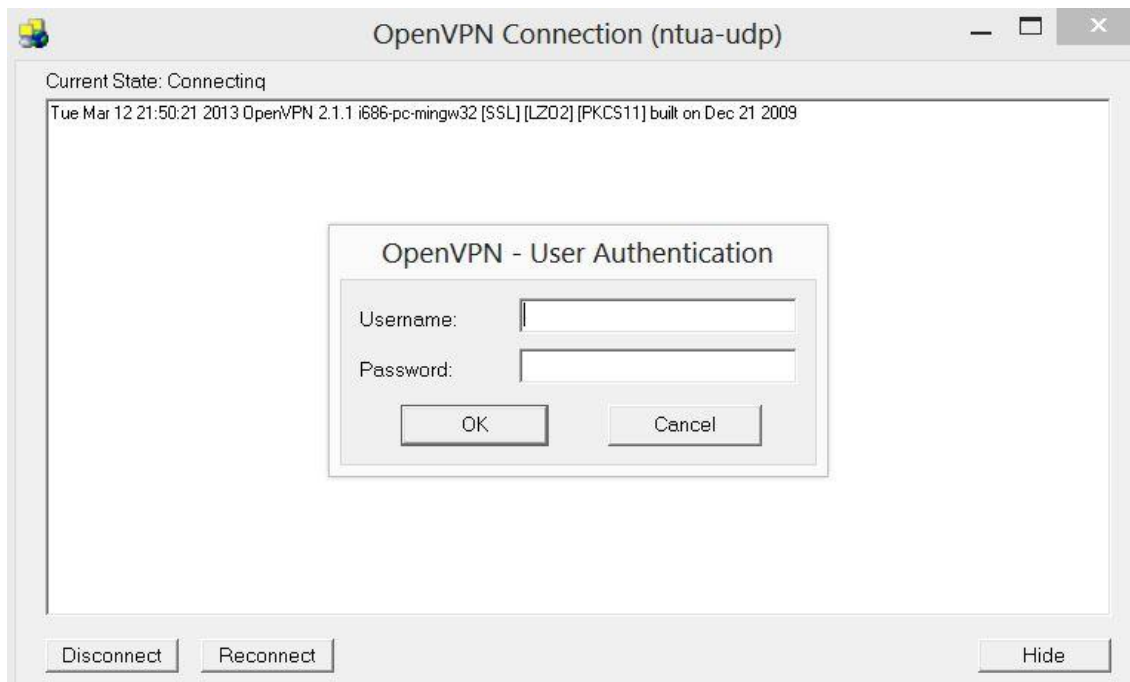 OpenVPN Connection (ntua-udp)
Current State: Connecting
Tue Mar 12 21:50:21 2013 OpenVPN 2.1.1 i686-pc-mingw32 [SSL] [LZO2] [PKCS11] built on Dec 21 2009
OpenVPN - User Authentication
Username:
Password:
OK Cancel
Disconnect Reconnect Hide